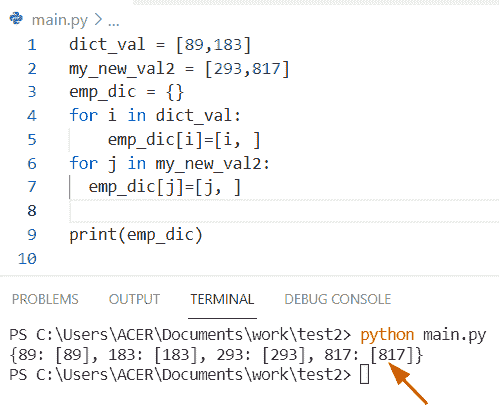 main.py > ...
1 dict_val = [89,183]
2 my_new_val2 = [293,817]
3 emp_dic = {}
4 for i in dict_val:
5     emp_dic[i]=[i, ]
6 for j in my_new_val2:
7   emp_dic[j]=[j, ]
8
9 print(emp_dic)
10
PROBLEMS OUTPUT TERMINAL DEBUG CONSOLE
PS C:\Users\ACER\Documents\work\test2> python main.py
{89: [89], 183: [183], 293: [293], 817: [817]}
PS C:\Users\ACER\Documents\work\test2>